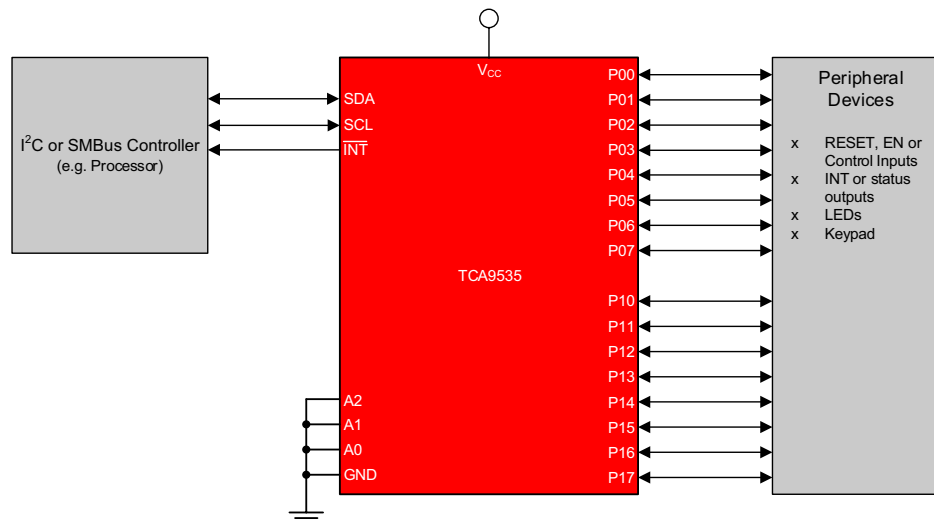 I²C or SMBus Controller
(e.g. Processor)
V_CC
SDA
SCL
I̅N̅T̅
TCA9535
A2
A1
A0
GND
P00
P01
P02
P03
P04
P05
P06
P07
P10
P11
P12
P13
P14
P15
P16
P17
Peripheral
Devices
x RESET, EN or
Control Inputs
x INT or status
outputs
x LEDs
x Keypad